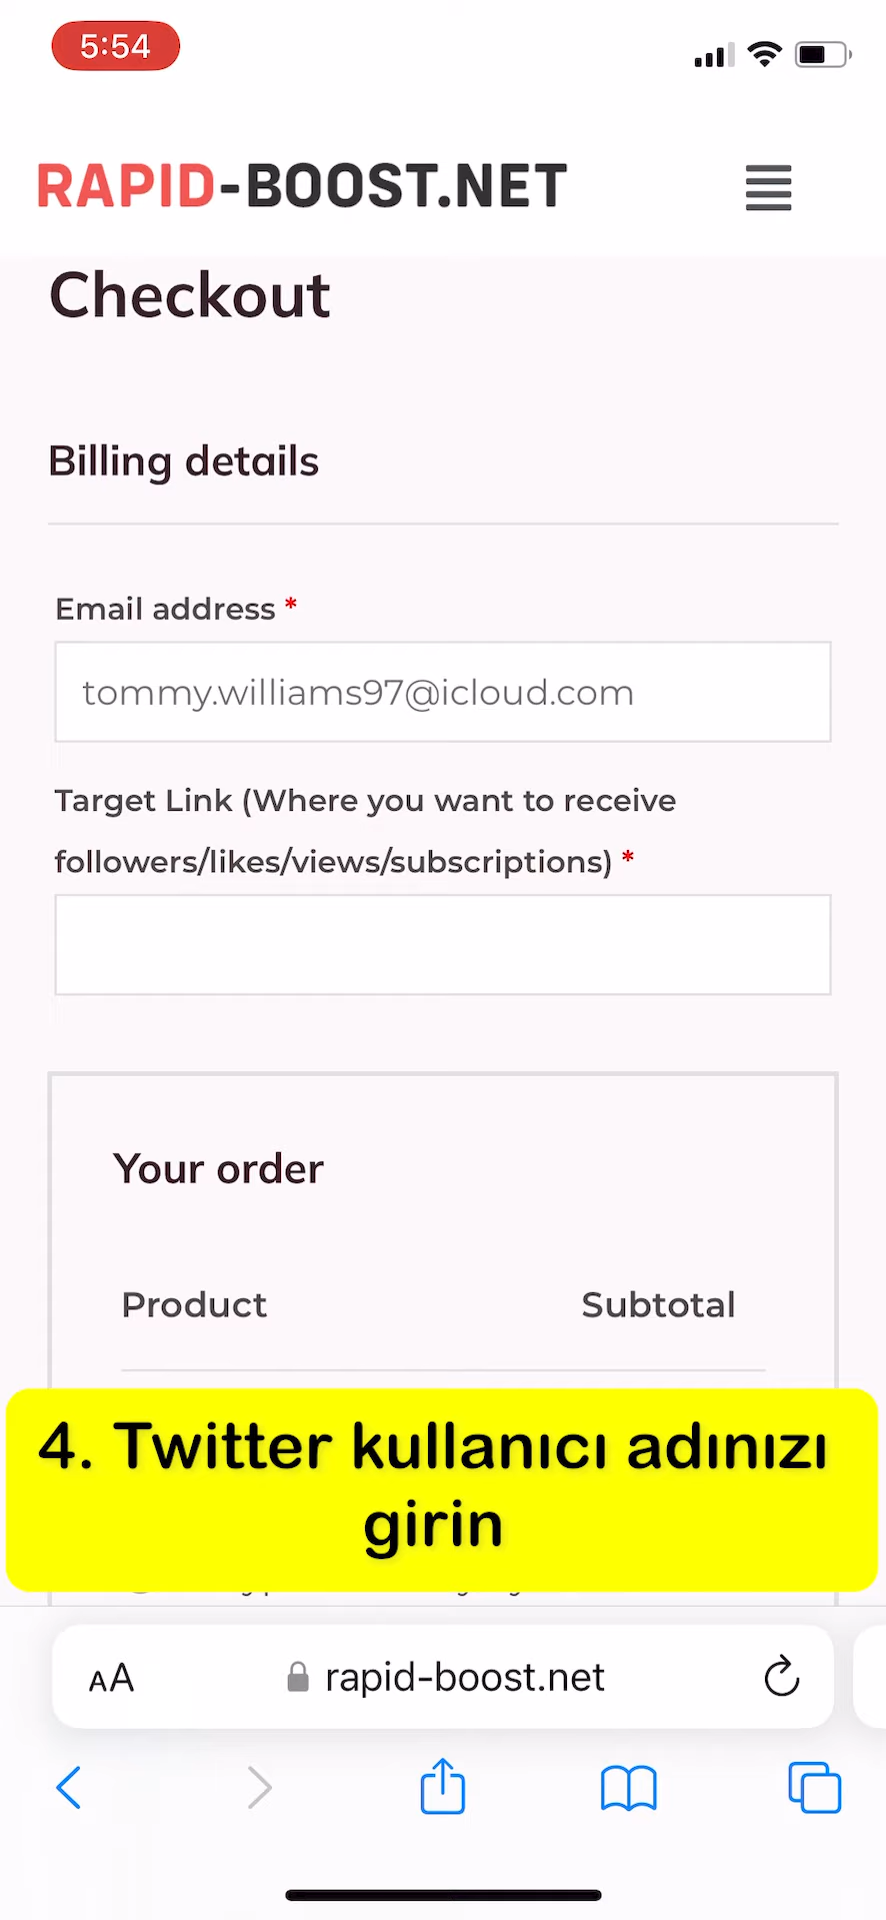 5:54
RAPID-BOOST.NET
Checkout
Billing details
Email address *
tommy.williams97@icloud.com
Target Link (Where you want to receive
followers/likes/views/subscriptions) *
Your order
Product Subtotal
4. Twitter kullanıcı adınızı
girin
AA rapid-boost.net